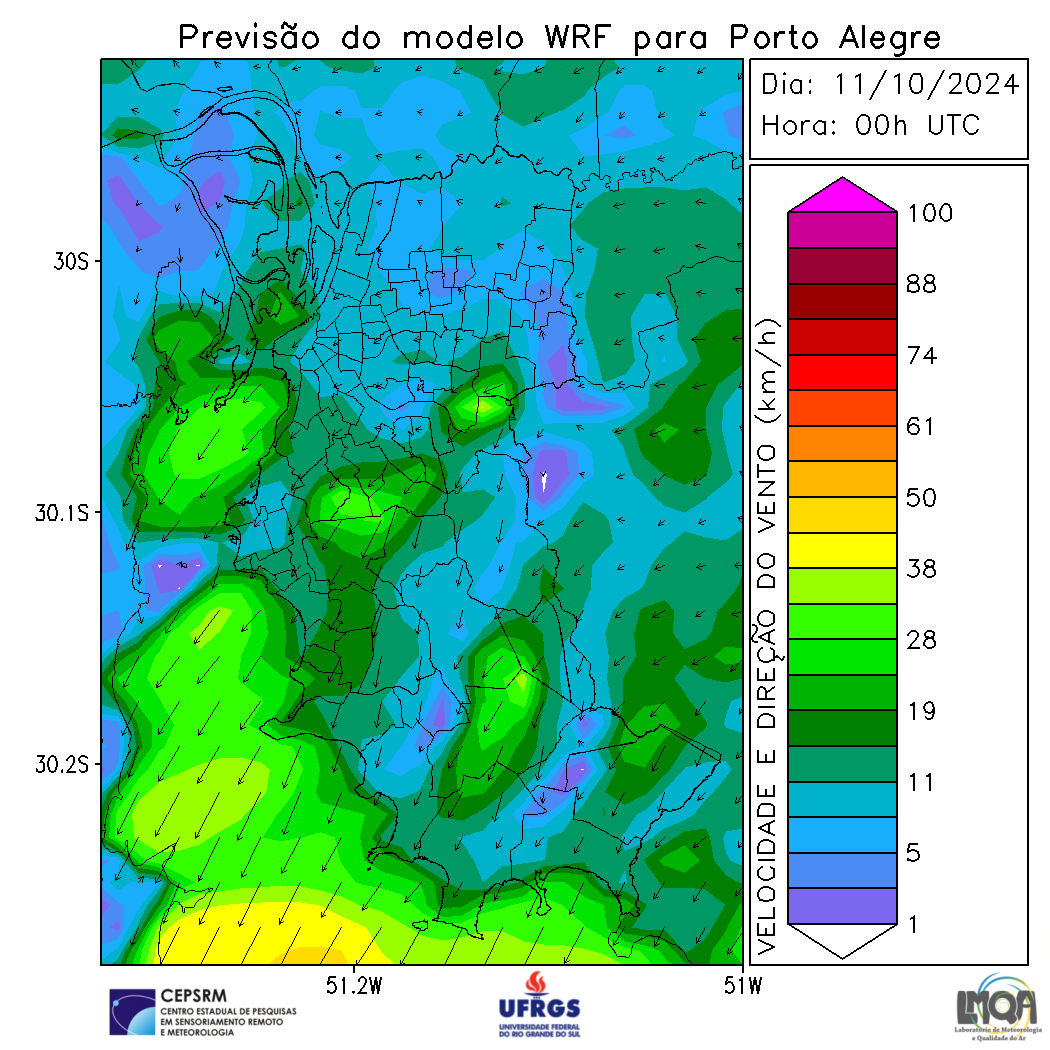 Previsão do modelo WRF para Porto Alegre
Dia: 11/10/2024
Hora: 00h UTC
30S
30.1S
30.2S
51.2W
51W
VELOCIDADE E DIREÇÃO DO VENTO (km/h)
100
88
74
61
50
38
28
19
11
5
1
CEPSRM
CENTRO ESTADUAL DE PESQUISAS
EM SENSORIAMENTO REMOTO
E METEOROLOGIA
UFRGS
UNIVERSIDADE FEDERAL
DO RIO GRANDE DO SUL
LMQA
Laboratório de Meteorologia
e Qualidade do Ar